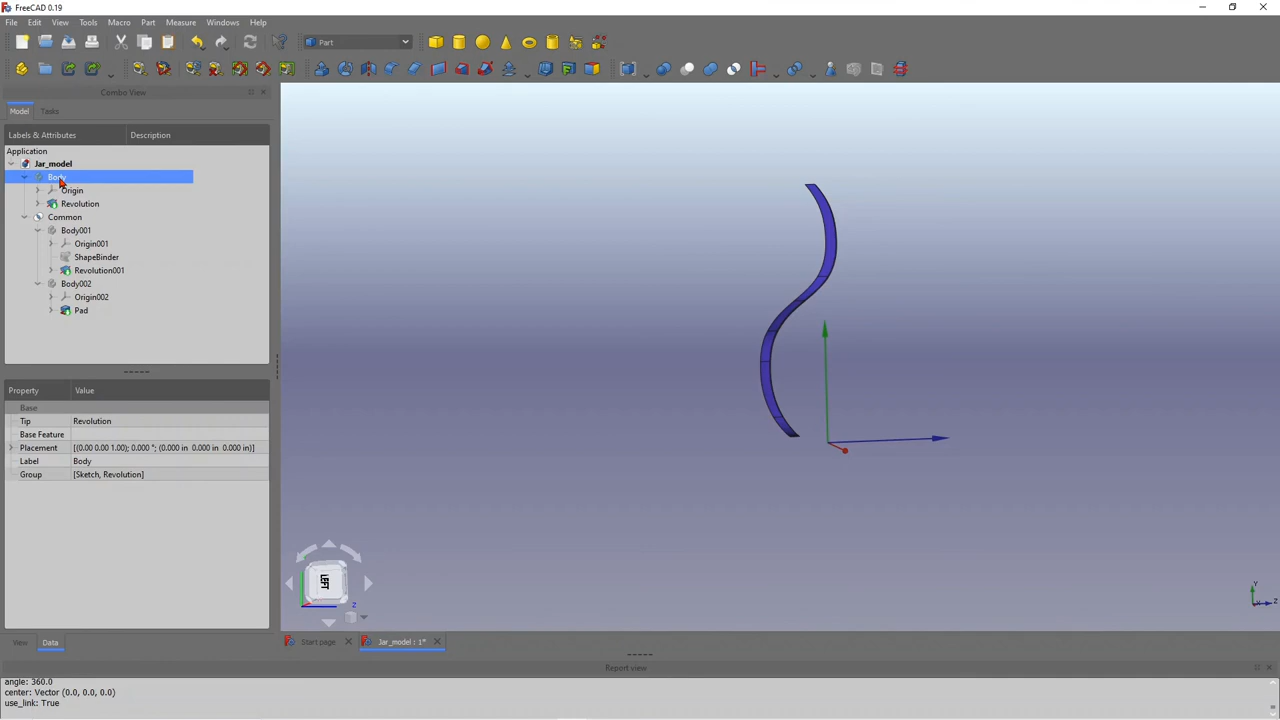 FreeCAD 0.19
File Edit View Tools Macro Part Measure Windows Help
Part
Combo View
Model Tasks
Labels & Attributes Description
Application
Jar_model
Body
Origin
Revolution
Common
Body001
Origin001
ShapeBinder
Revolution001
Body002
Origin002
Pad
Property Value
Base
Tip Revolution
Base Feature
Placement [(0.00 0.00 1.00); 0.000 °; (0.000 in 0.000 in 0.000 in)]
Label Body
Group [Sketch, Revolution]
LEFT
Z
Y
X Z
View Data
Start page Jar_model : 1*
Report view
angle: 360.0
center: Vector (0.0, 0.0, 0.0)
use_link: True